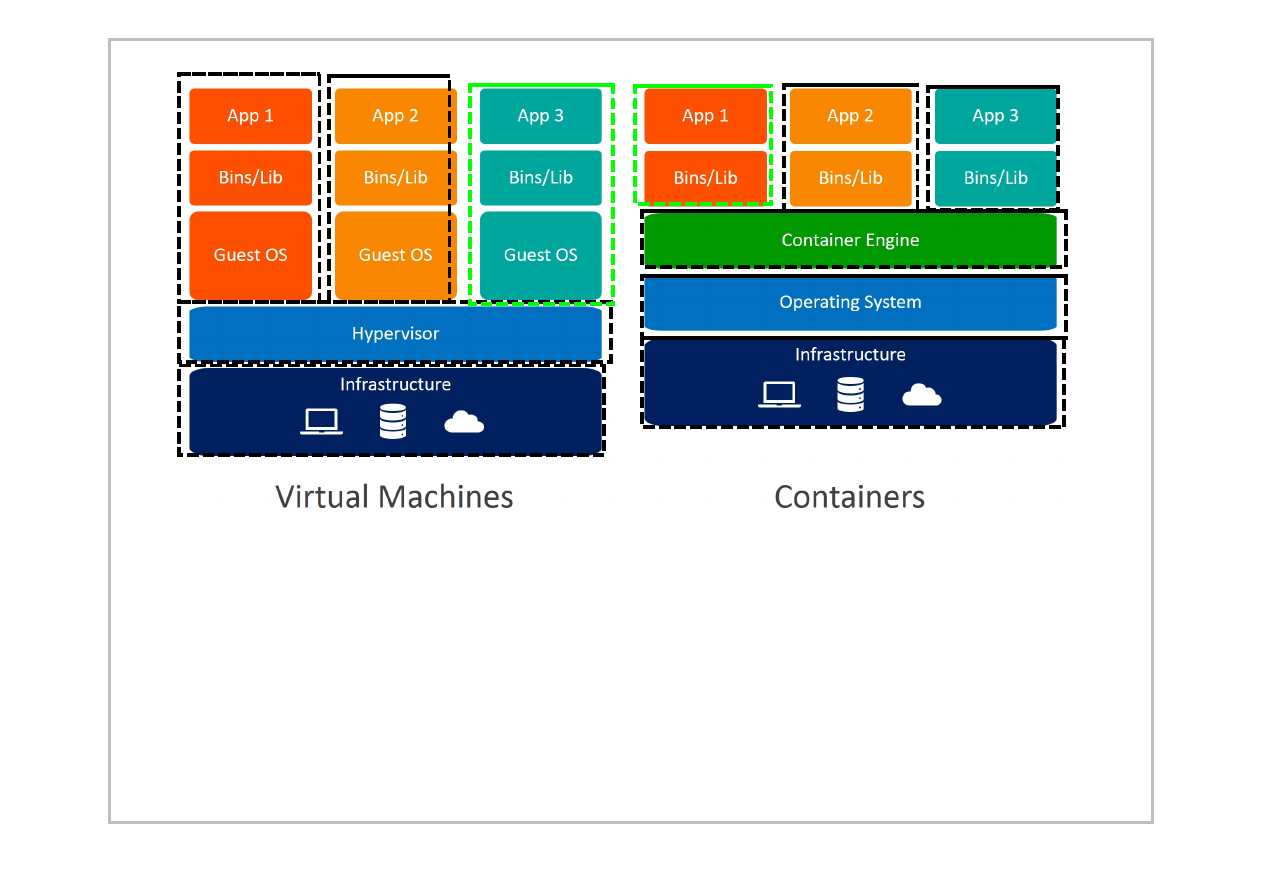 App 1
App 2
App 3
Bins/Lib
Bins/Lib
Bins/Lib
Guest OS
Guest OS
Guest OS
Hypervisor
Infrastructure
Virtual Machines
App 1
App 2
App 3
Bins/Lib
Bins/Lib
Bins/Lib
Container Engine
Operating System
Infrastructure
Containers